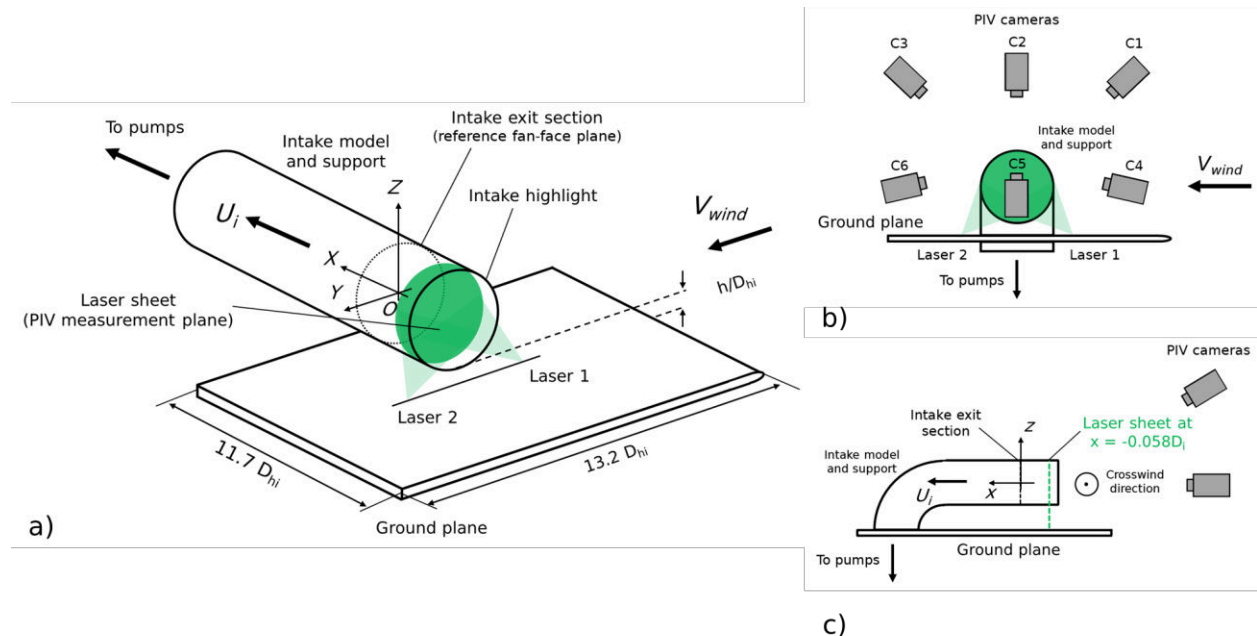 To pumps
Intake model
and support
Intake exit section
(reference fan-face plane)
Intake highlight
Z
V_wind
U_i
X
Y
O
h/D_hi
Laser sheet
(PIV measurement plane)
Laser 1
Laser 2
11.7 D_hi
13.2 D_hi
Ground plane
a)
PIV cameras
C3
C2
C1
Intake model
and support
C6
C5
C4
V_wind
Ground plane
Laser 2
Laser 1
To pumps
b)
PIV cameras
Intake exit
section
Z
Laser sheet at
x = -0.058D_i
Intake model
and support
U_i
X
Crosswind
direction
To pumps
Ground plane
c)